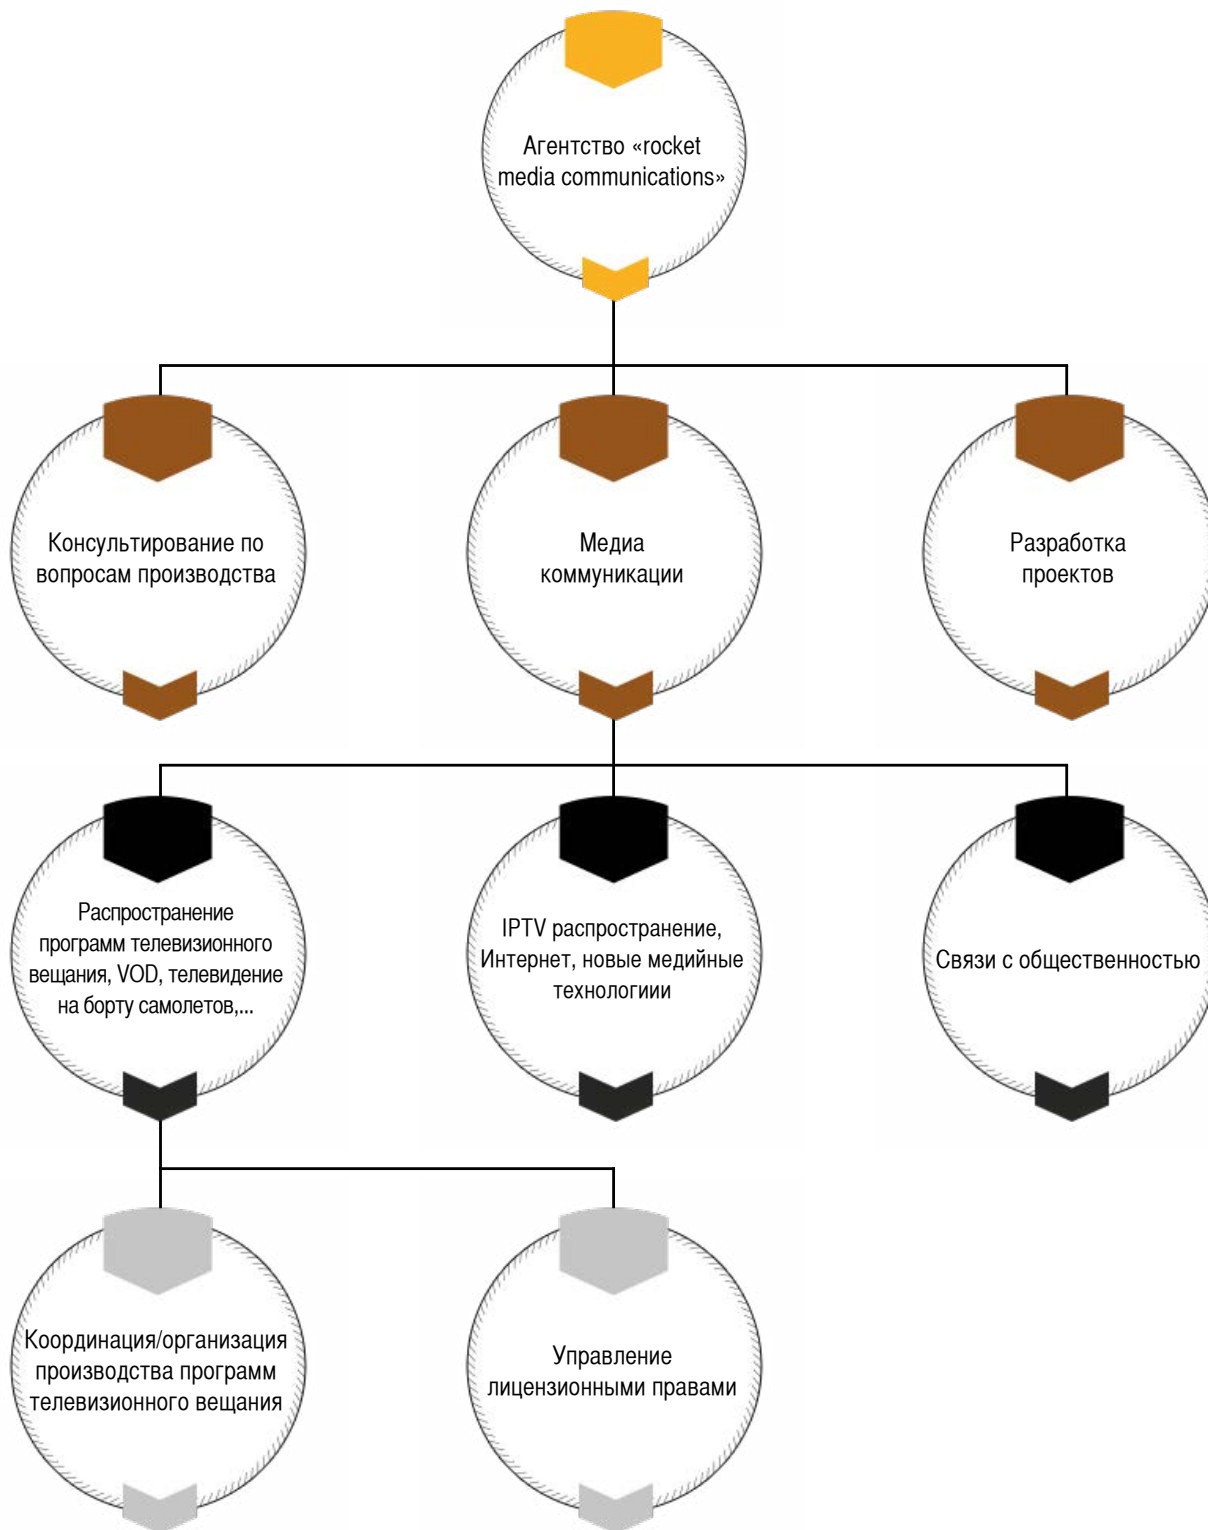 Агентство «rocket
media communications»
Консультирование по
вопросам производства
Медиа
коммуникации
Разработка
проектов
Распространение
программ телевизионного
вещания, VOD, телевидение
на борту самолетов,...
IPTV распространение,
Интернет, новые медийные
технологиии
Связи с общественностью
Координация/организация
производства программ
телевизионного вещания
Управление
лицензионными правами